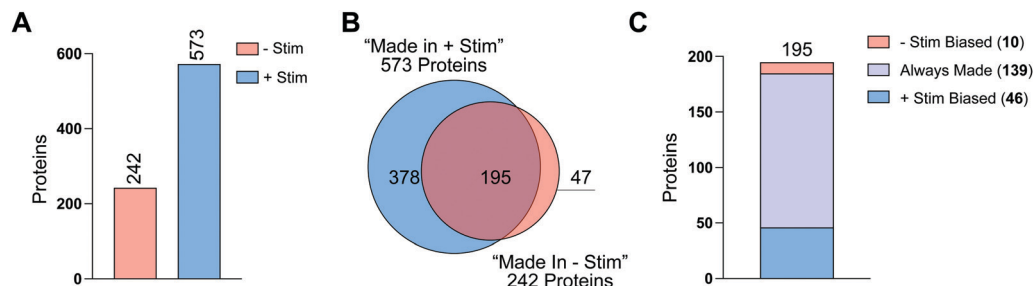 A
Proteins
600
400
200
0
242
573
- Stim
+ Stim
B
“Made in + Stim”
573 Proteins
378
195
47
“Made In - Stim”
242 Proteins
C
Proteins
200
150
100
50
0
195
- Stim Biased (10)
Always Made (139)
+ Stim Biased (46)